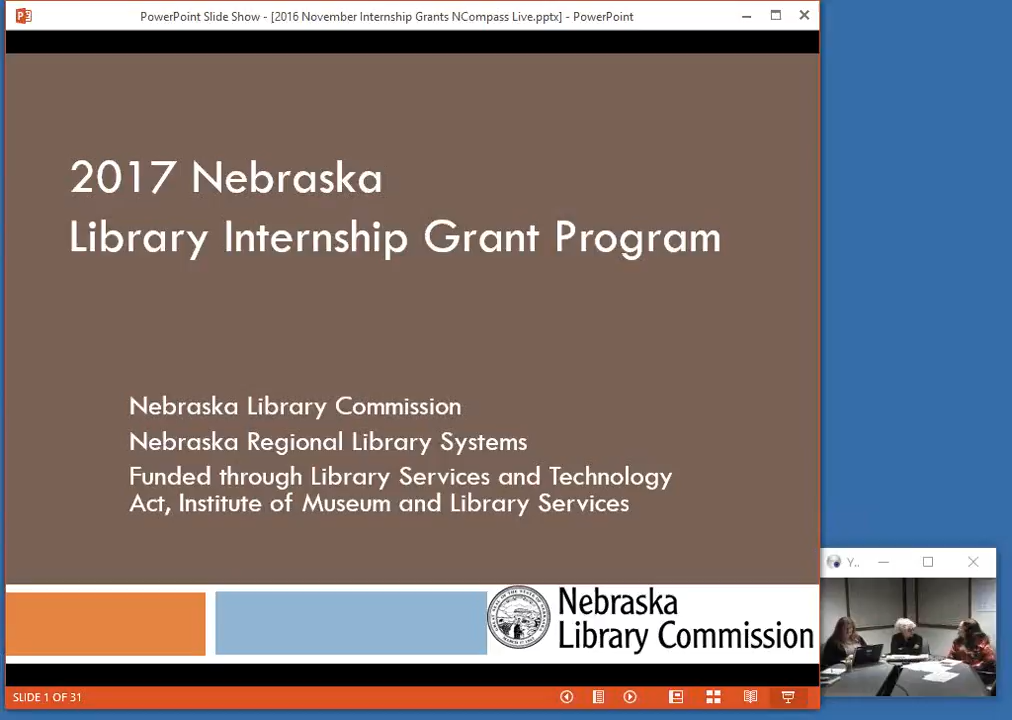 PowerPoint Slide Show - [2016 November Internship Grants NCompass Live.pptx] - PowerPoint
2017 Nebraska
Library Internship Grant Program
Nebraska Library Commission
Nebraska Regional Library Systems
Funded through Library Services and Technology
Act, Institute of Museum and Library Services
Y..
Nebraska
Library Commission
SLIDE 1 OF 31